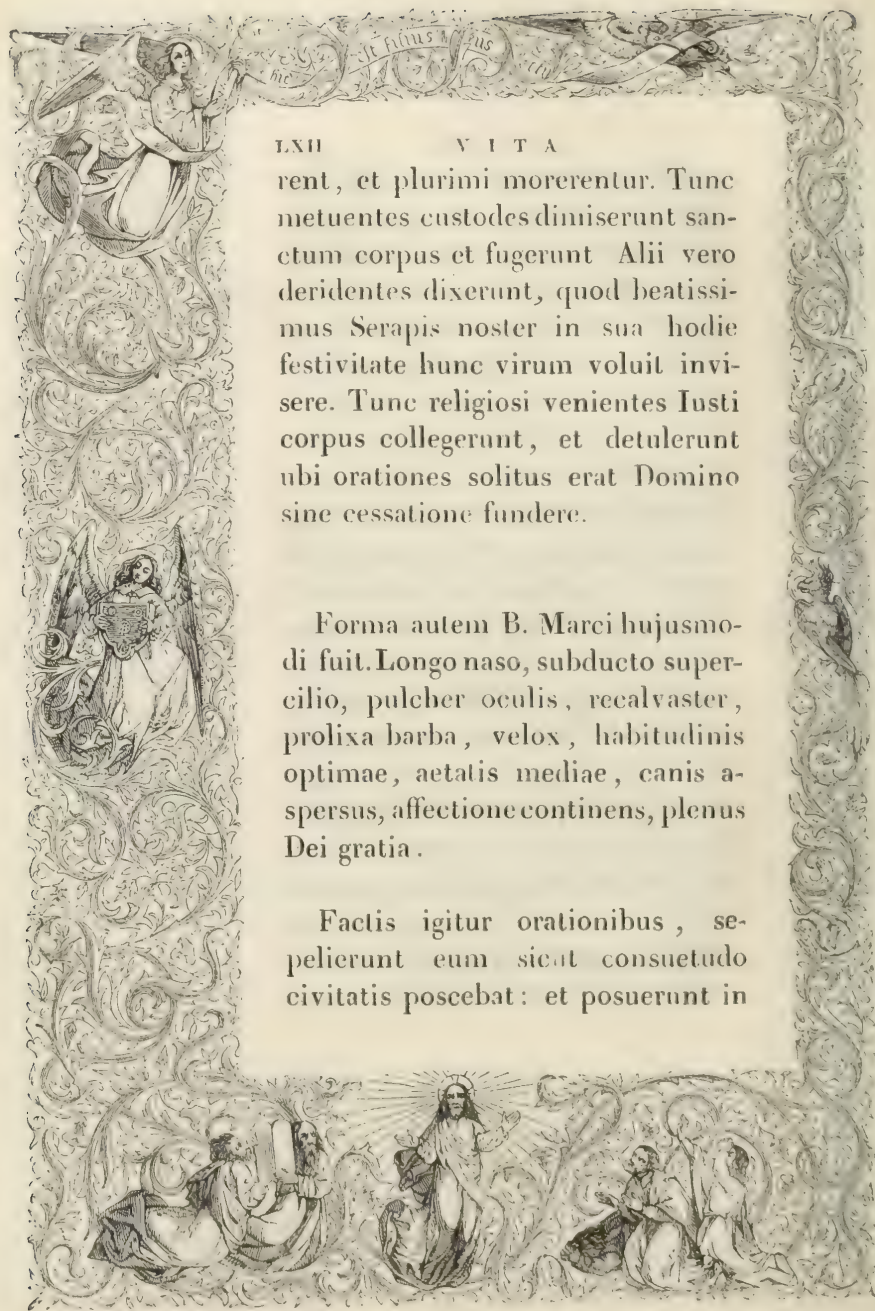 hic est filius
LXII VITA
rent, et plurimi morerentur. Tunc
metuentes custodes dimiserunt san-
ctum corpus et fugerunt Alii vero
deridentes dixerunt, quod beatissi-
mus Serapis noster in sua hodie
festivitate hunc virum voluit invi-
sere. Tunc religiosi venientes Iusti
corpus collegerunt, et detulerunt
ubi orationes solitus erat Domino
sine cessatione fundere.
Forma autem B. Marci hujusmo-
di fuit. Longo naso, subducto super-
cilio, pulcher oculis, recalvaster,
prolixa barba, velox, habitudinis
optimae, aetatis mediae, canis a-
spersus, affectione continens, plenus
Dei gratia.
Factis igitur orationibus, se-
pelierunt eum sicut consuetudo
civitatis poscebat: et posuerunt in